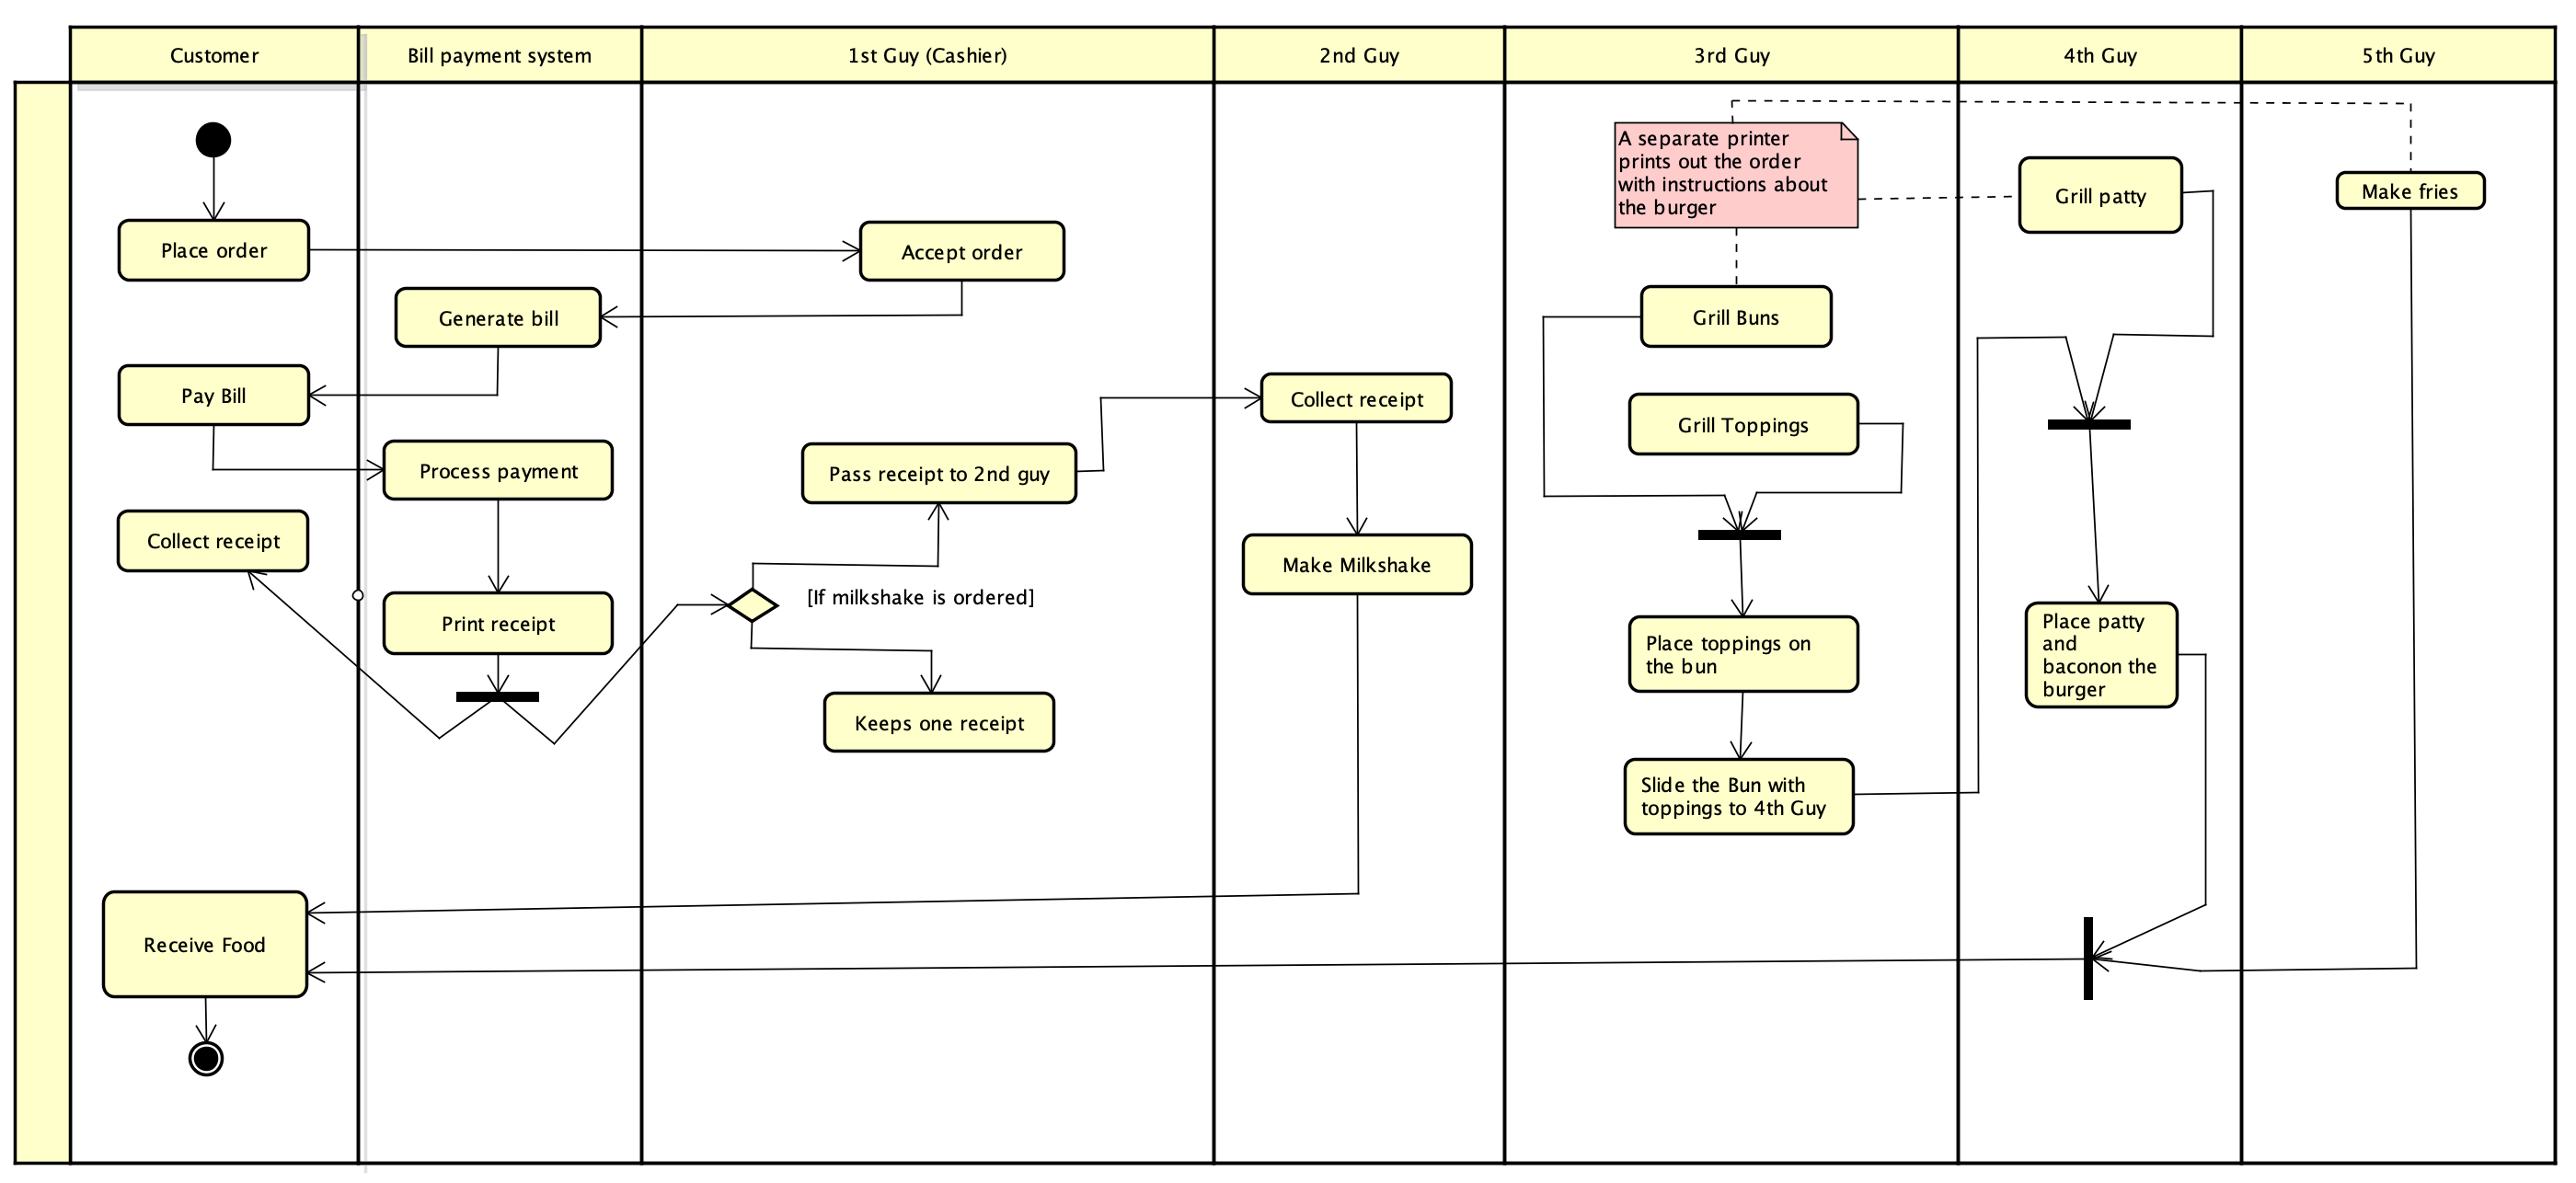 Customer
Bill payment system
1st Guy (Cashier)
2nd Guy
3rd Guy
4th Guy
5th Guy
A separate printer
prints out the order
with instructions about
the burger
Grill patty
Make fries
Place order
Accept order
Generate bill
Grill Buns
Pay Bill
Collect receipt
Grill Toppings
Process payment
Pass receipt to 2nd guy
Collect receipt
Make Milkshake
[If milkshake is ordered]
Print receipt
Place toppings on
the bun
Place patty
and
baconon the
burger
Keeps one receipt
Slide the Bun with
toppings to 4th Guy
Receive Food